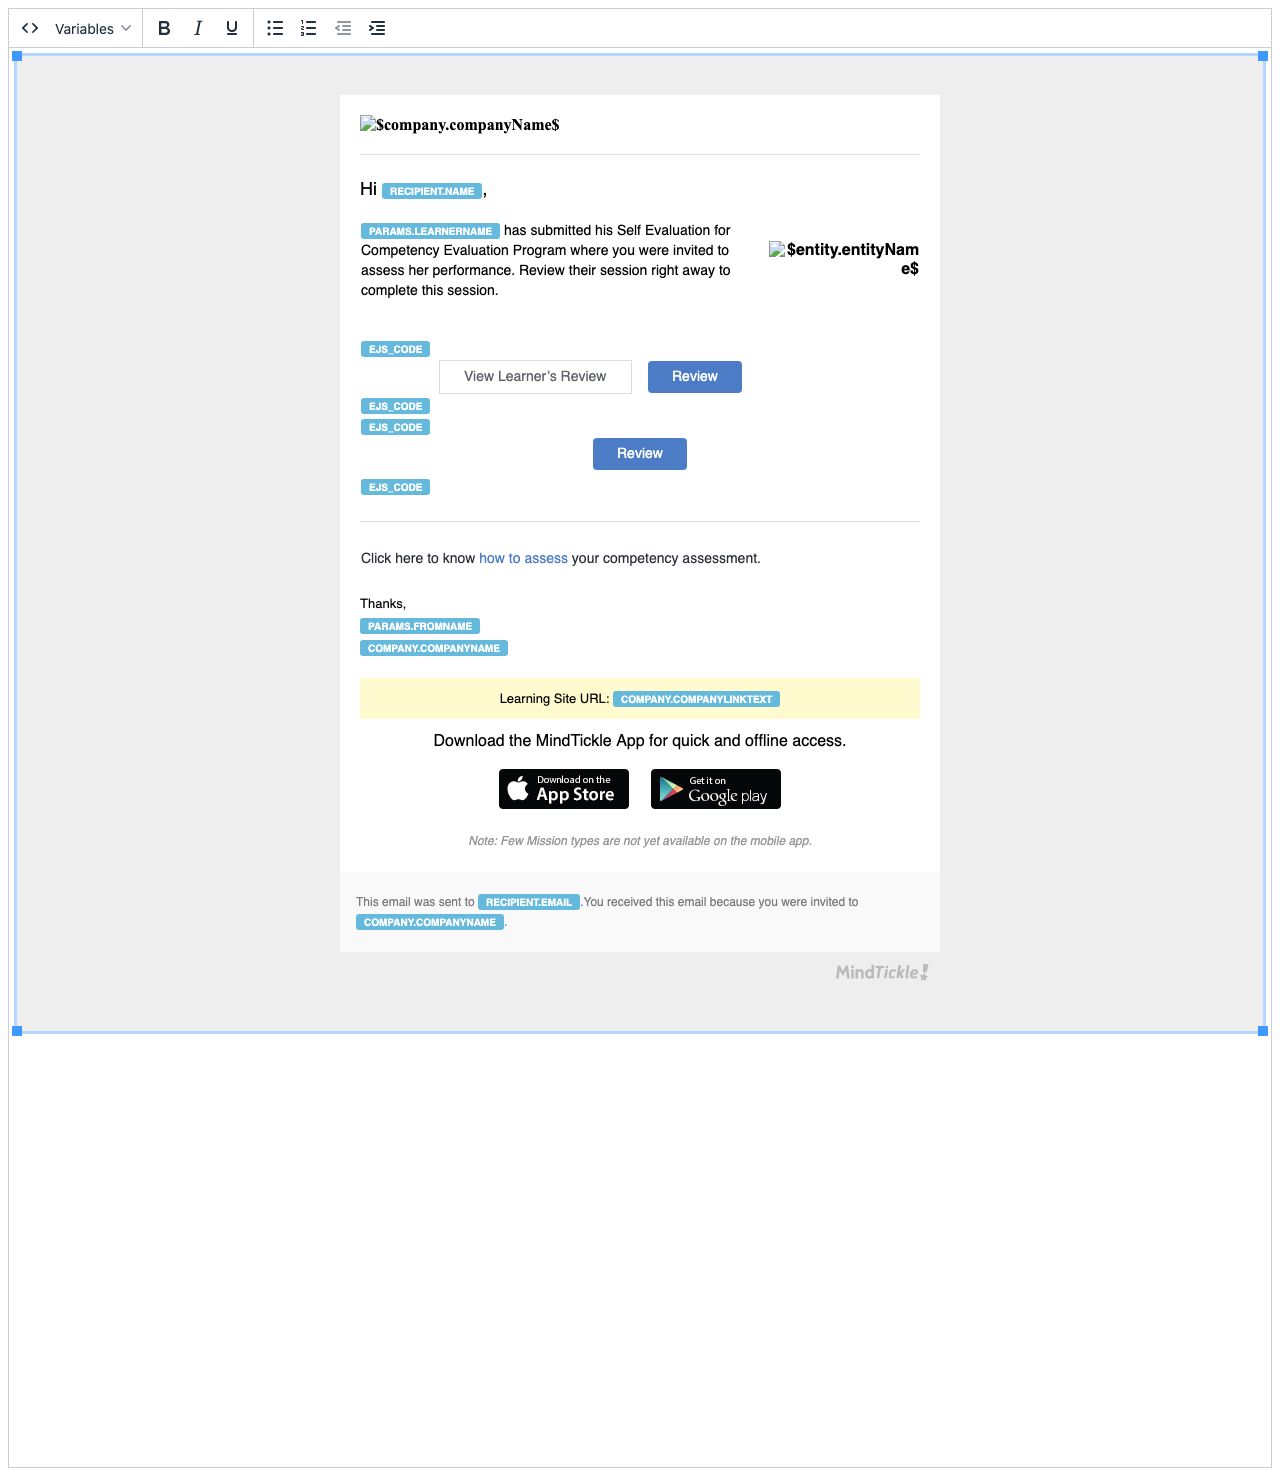 Variables
$company.companyName$
Hi RECIPIENT.NAME,
PARAMS.LEARNERNAME has submitted his Self Evaluation for
Competency Evaluation Program where you were invited to
assess her performance. Review their session right away to
complete this session.
$entity.entityNam
e$
EJS_CODE
View Learner’s Review
Review
EJS_CODE
EJS_CODE
Review
EJS_CODE
Click here to know how to assess your competency assessment.
Thanks,
PARAMS.FROMNAME
COMPANY.COMPANYNAME
Learning Site URL: COMPANY.COMPANYLINKTEXT
Download the MindTickle App for quick and offline access.
Download on the
App Store
Get it on
Google play
Note: Few Mission types are not yet available on the mobile app.
This email was sent to RECIPIENT.EMAIL.You received this email because you were invited to
COMPANY.COMPANYNAME.
MindTickle!